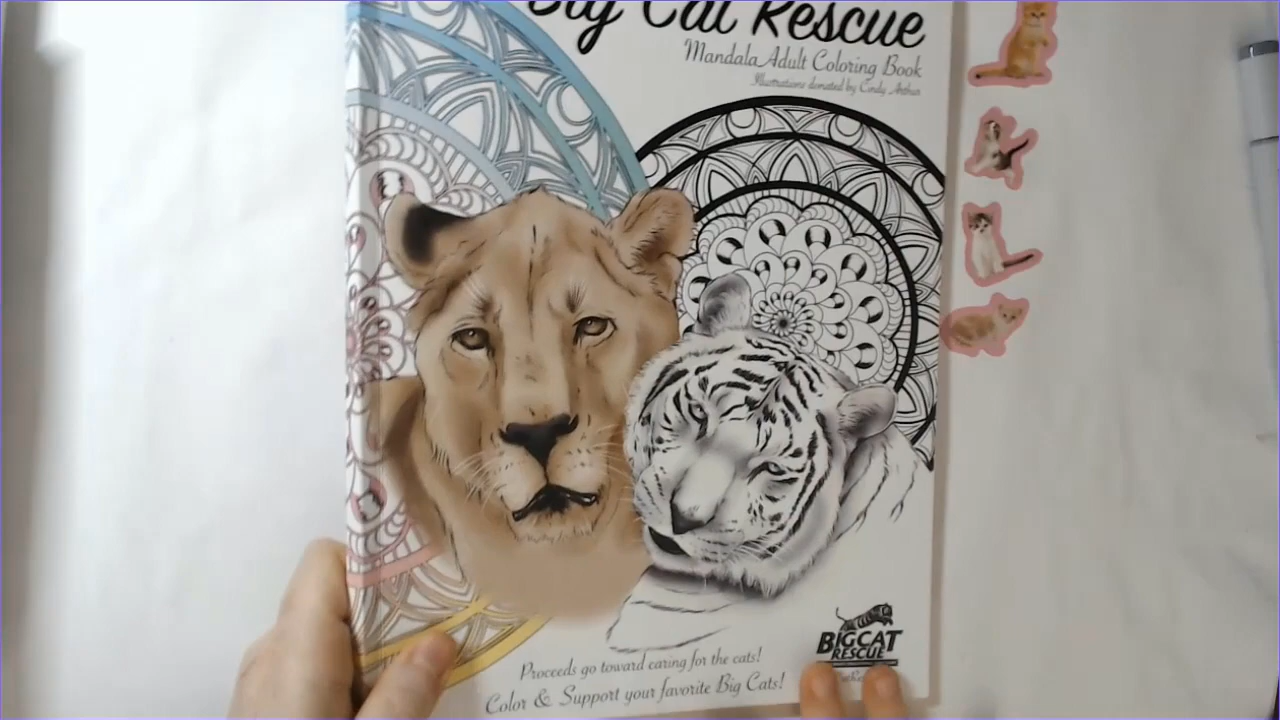 Big Cat Rescue
Mandala Adult Coloring Book
Illustrations donated by Cindy Arthur
Proceeds go toward caring for the cats!
Color & Support your favorite Big Cats!
BIG CAT
RESCUE